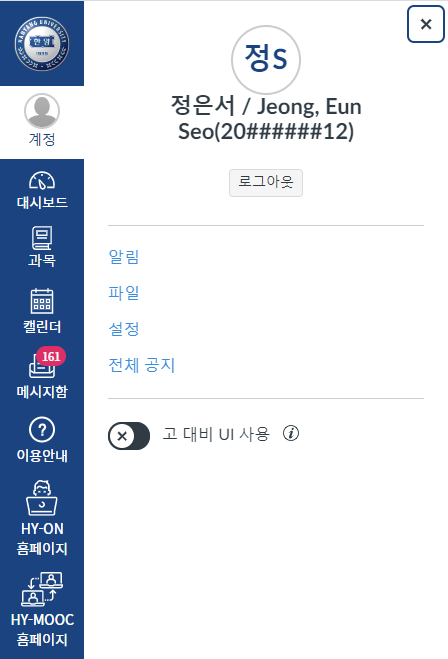 HANYANG UNIVERSITY
한양
1939
계정
대시보드
과목
캘린더
161
메시지함
이용안내
HY-ON
홈페이지
HY-MOOC
홈페이지
정S
정은서 / Jeong, Eun
Seo(20######12)
로그아웃
알림
파일
설정
전체 공지
고 대비 UI 사용